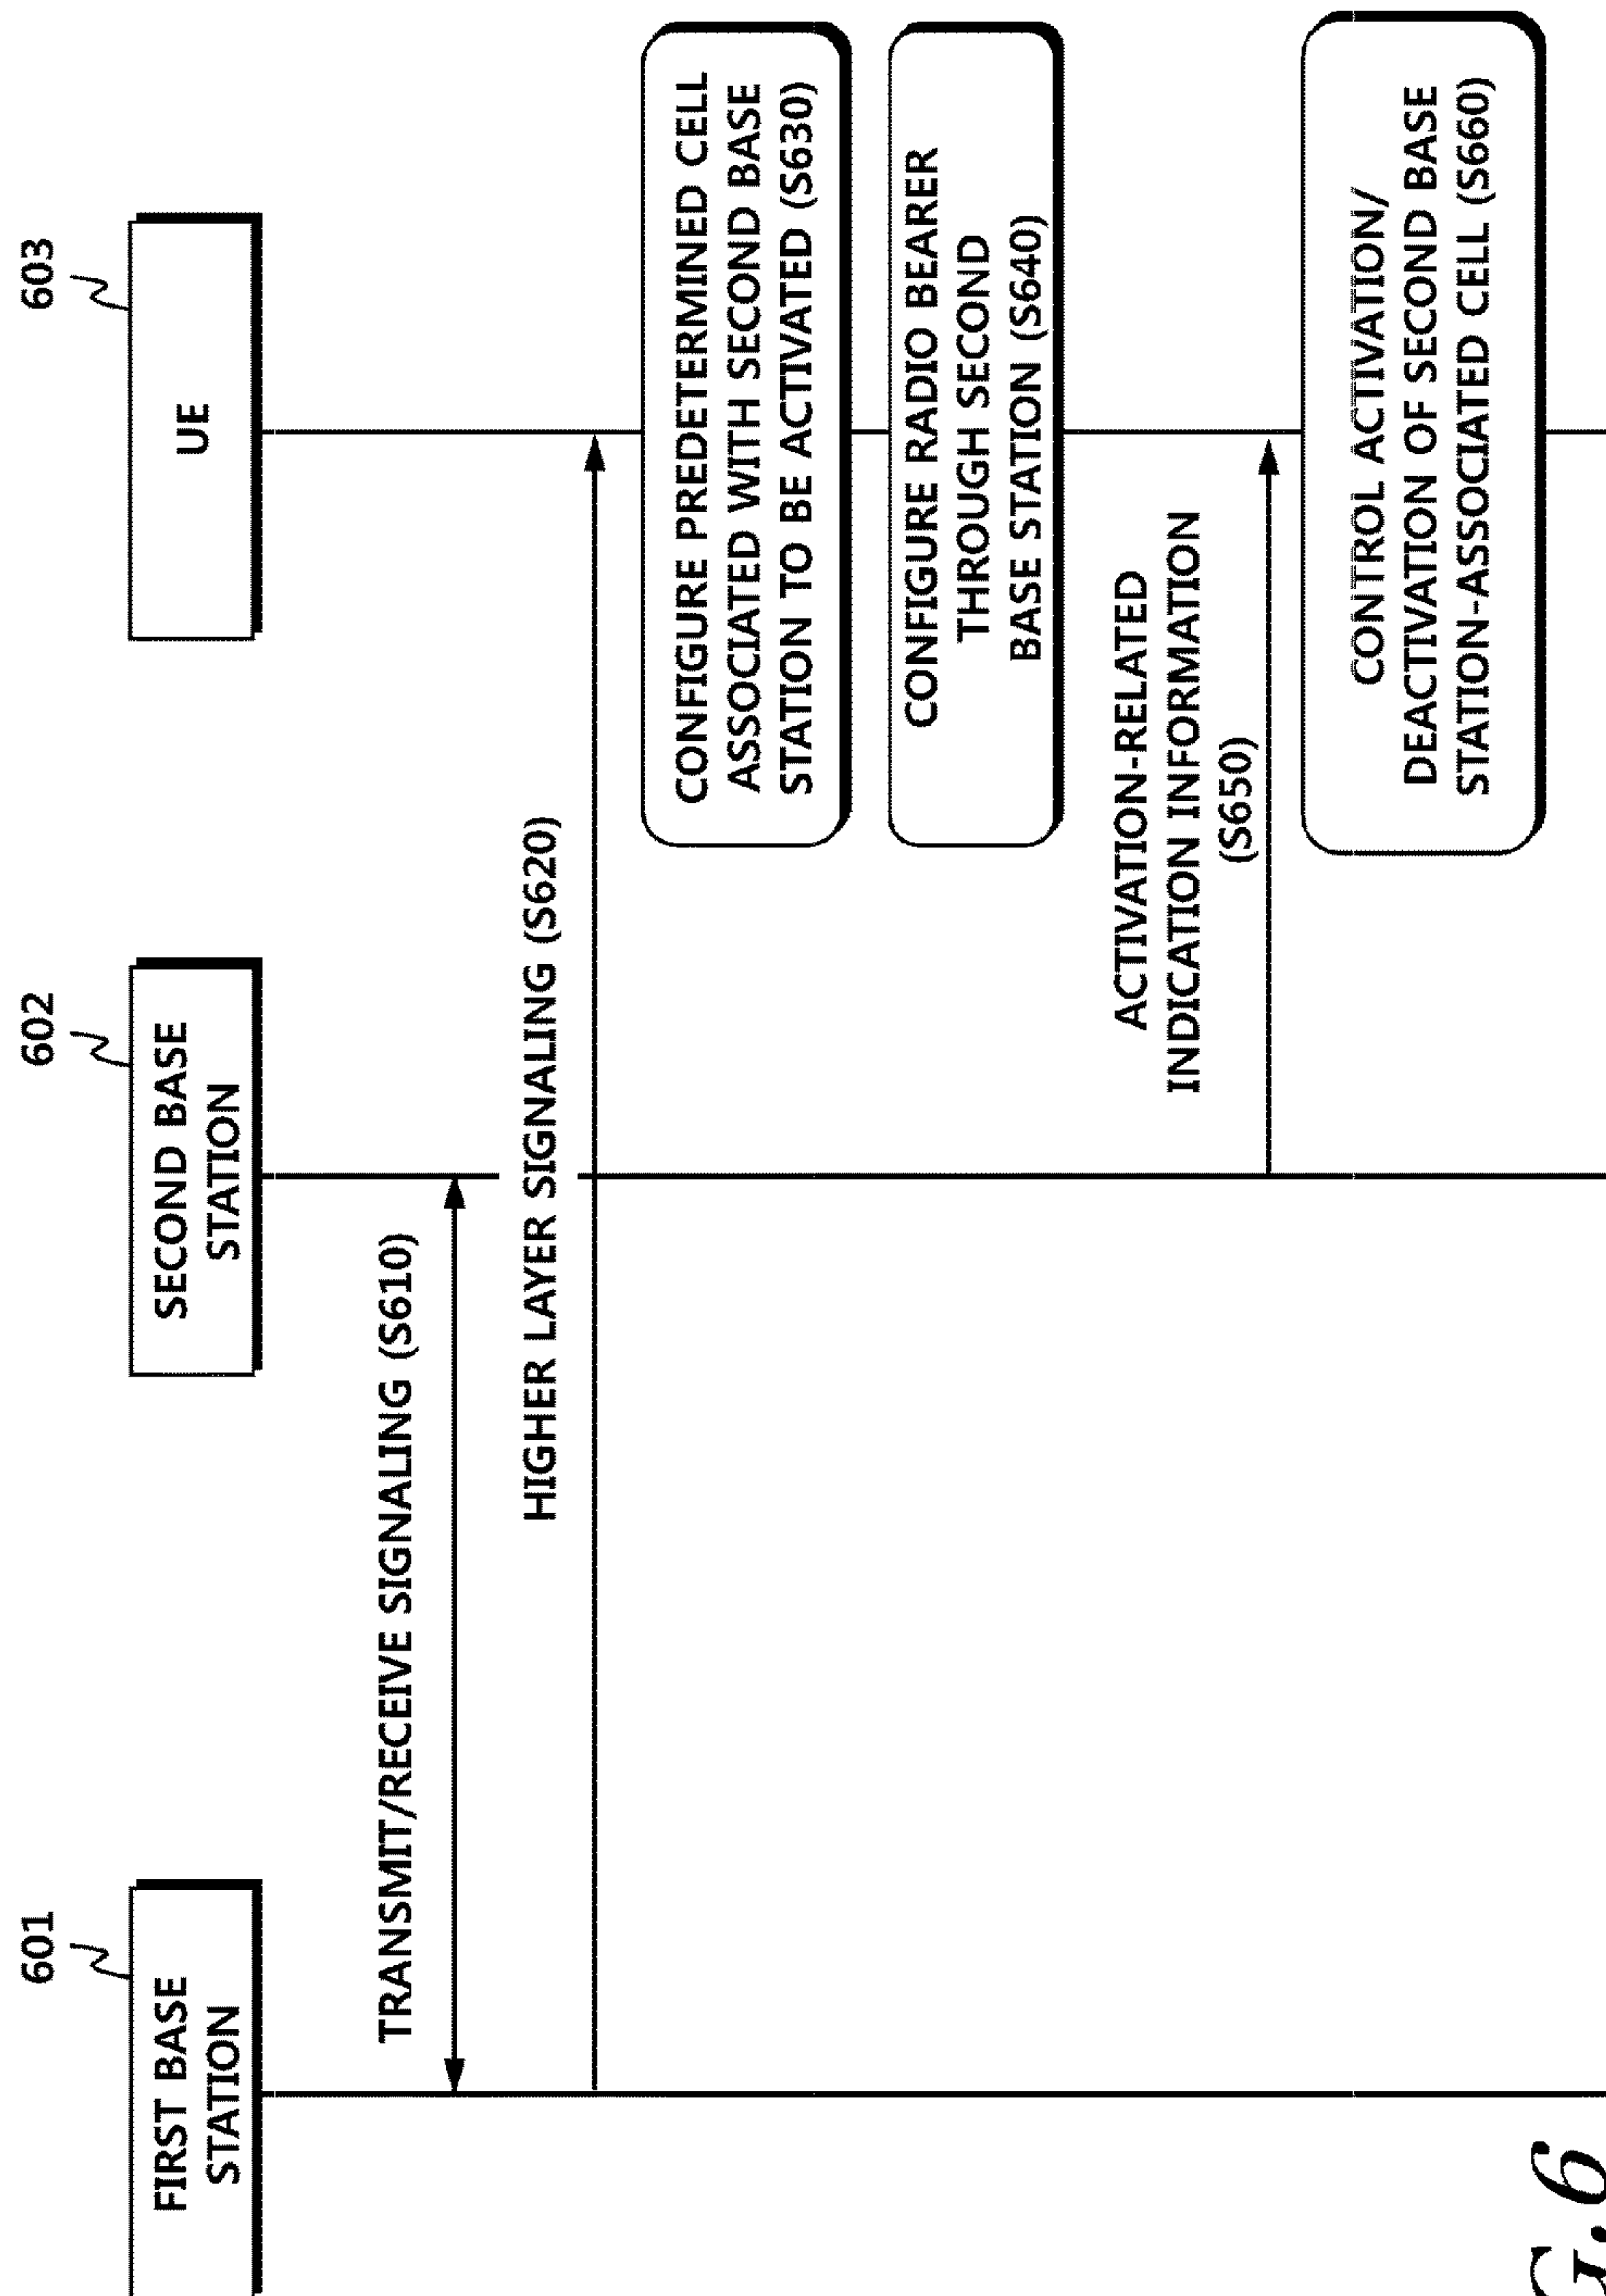 601
602
603
FIRST BASE
STATION
SECOND BASE
STATION
UE
TRANSMIT/RECEIVE SIGNALING (S610)
HIGHER LAYER SIGNALING (S620)
CONFIGURE PREDETERMINED CELL
ASSOCIATED WITH SECOND BASE
STATION TO BE ACTIVATED (S630)
CONFIGURE RADIO BEARER
THROUGH SECOND
BASE STATION (S640)
ACTIVATION-RELATED
INDICATION INFORMATION
(S650)
CONTROL ACTIVATION/
DEACTIVATION OF SECOND BASE
STATION-ASSOCIATED CELL (S660)